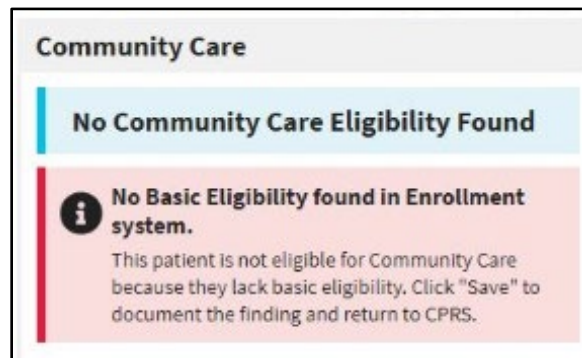 Community Care
No Community Care Eligibility Found
No Basic Eligibility found in Enrollment
system.
This patient is not eligible for Community Care
because they lack basic eligibility. Click "Save" to
document the finding and return to CPRS.